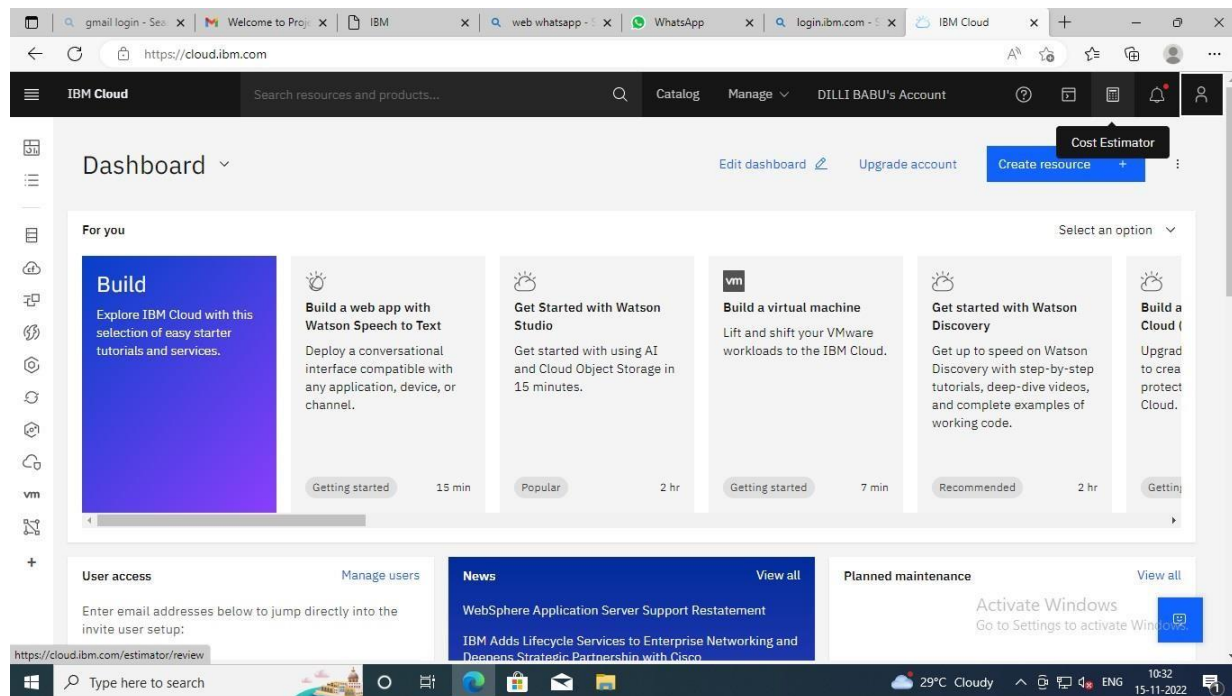 gmail login - Sea
Welcome to Proje
IBM
web whatsapp - S
WhatsApp
login.ibm.com - S
IBM Cloud
https://cloud.ibm.com
IBM Cloud
Search resources and products...
Catalog
Manage
DILLI BABU's Account
Cost Estimator
Dashboard
Edit dashboard
Upgrade account
Create resource +
For you
Select an option
Build
Explore IBM Cloud with this
selection of easy starter
tutorials and services.
Build a web app with
Watson Speech to Text
Deploy a conversational
interface compatible with
any application, device, or
channel.
Getting started
15 min
Get Started with Watson
Studio
Get started with using AI
and Cloud Object Storage in
15 minutes.
Popular
2 hr
vm
Build a virtual machine
Lift and shift your VMware
workloads to the IBM Cloud.
Getting started
7 min
Get started with Watson
Discovery
Get up to speed on Watson
Discovery with step-by-step
tutorials, deep-dive videos,
and complete examples of
working code.
Recommended
2 hr
Build a
Cloud (
Upgrad
to crea
protect
Cloud.
Getting
vm
User access
Manage users
Enter email addresses below to jump directly into the
invite user setup:
News
View all
WebSphere Application Server Support Restatement
IBM Adds Lifecycle Services to Enterprise Networking and
Deepens Strategic Partnership with Cisco
Planned maintenance
View all
Activate Windows
Go to Settings to activate Windows.
https://cloud.ibm.com/estimator/review
Type here to search
29°C Cloudy
ENG
10:32
15-11-2022